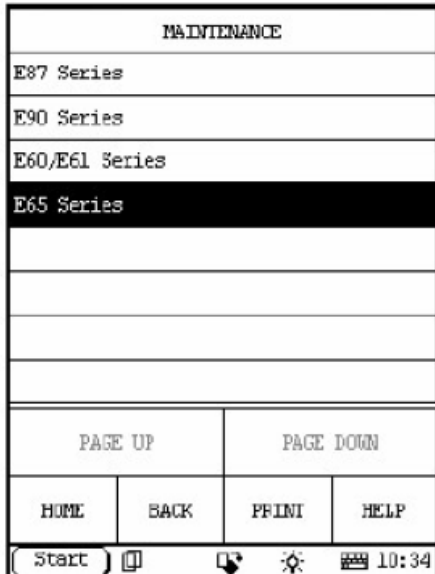 MAINTENANCE
E87 Series
E90 Series
E60/E61 Series
E65 Series
PAGE UP PAGE DOWN
HOME BACK PRINT HELP
Start 10:34